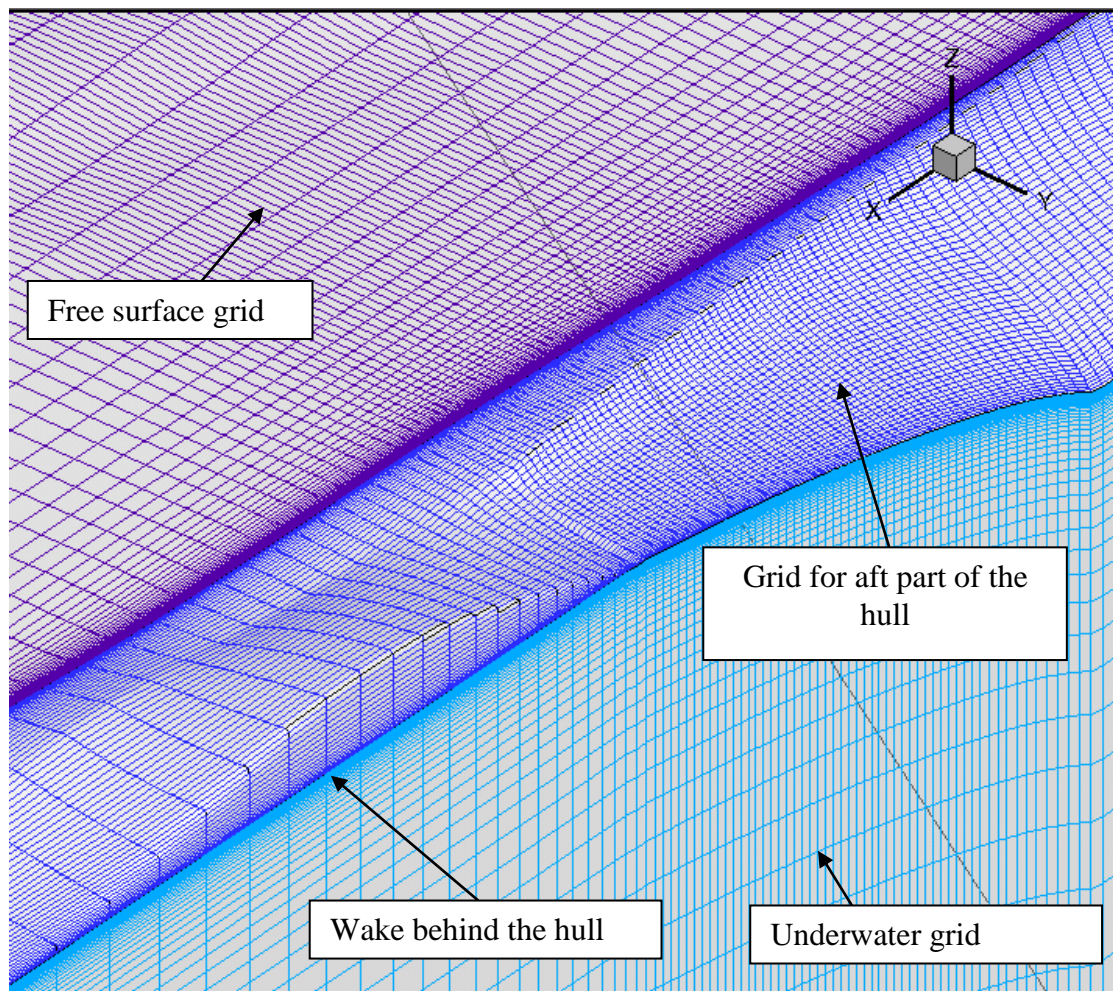 Z
X
Y
Free surface grid
Grid for aft part of the
hull
Wake behind the hull
Underwater grid